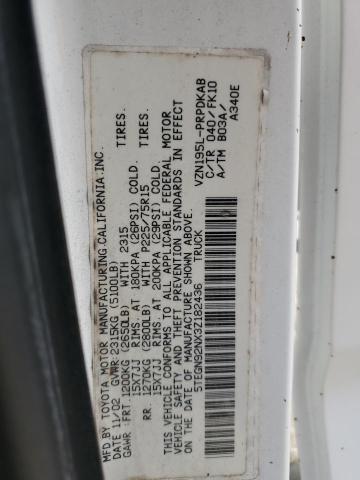 MFD BY TOYOTA MOTOR MANUFACTURING CALIFORNIA.INC.
DATE 11/02 GVWR 2315KG (5100LB)
GAWR FRT. 1200KG (2650LB) WITH 2315 TIRES.
15X7JJ RIMS. AT 180KPA (26PSI) COLD.
RR. 1270KG (2800LB) WITH P225/75R15 TIRES.
15X7JJ RIMS. AT 200KPA (29PSI) COLD.
THIS VEHICLE CONFORMS TO ALL APPLICABLE FEDERAL MOTOR
VEHICLE SAFETY AND THEFT PREVENTION STANDARDS IN EFFECT
ON THE DATE OF MANUFACTURE SHOWN ABOVE.
5TEGN92NX3Z182436 TRUCK
VZN195L-PRPDKAB
C/TR 040/FK10
A/TM B03A/
A340E